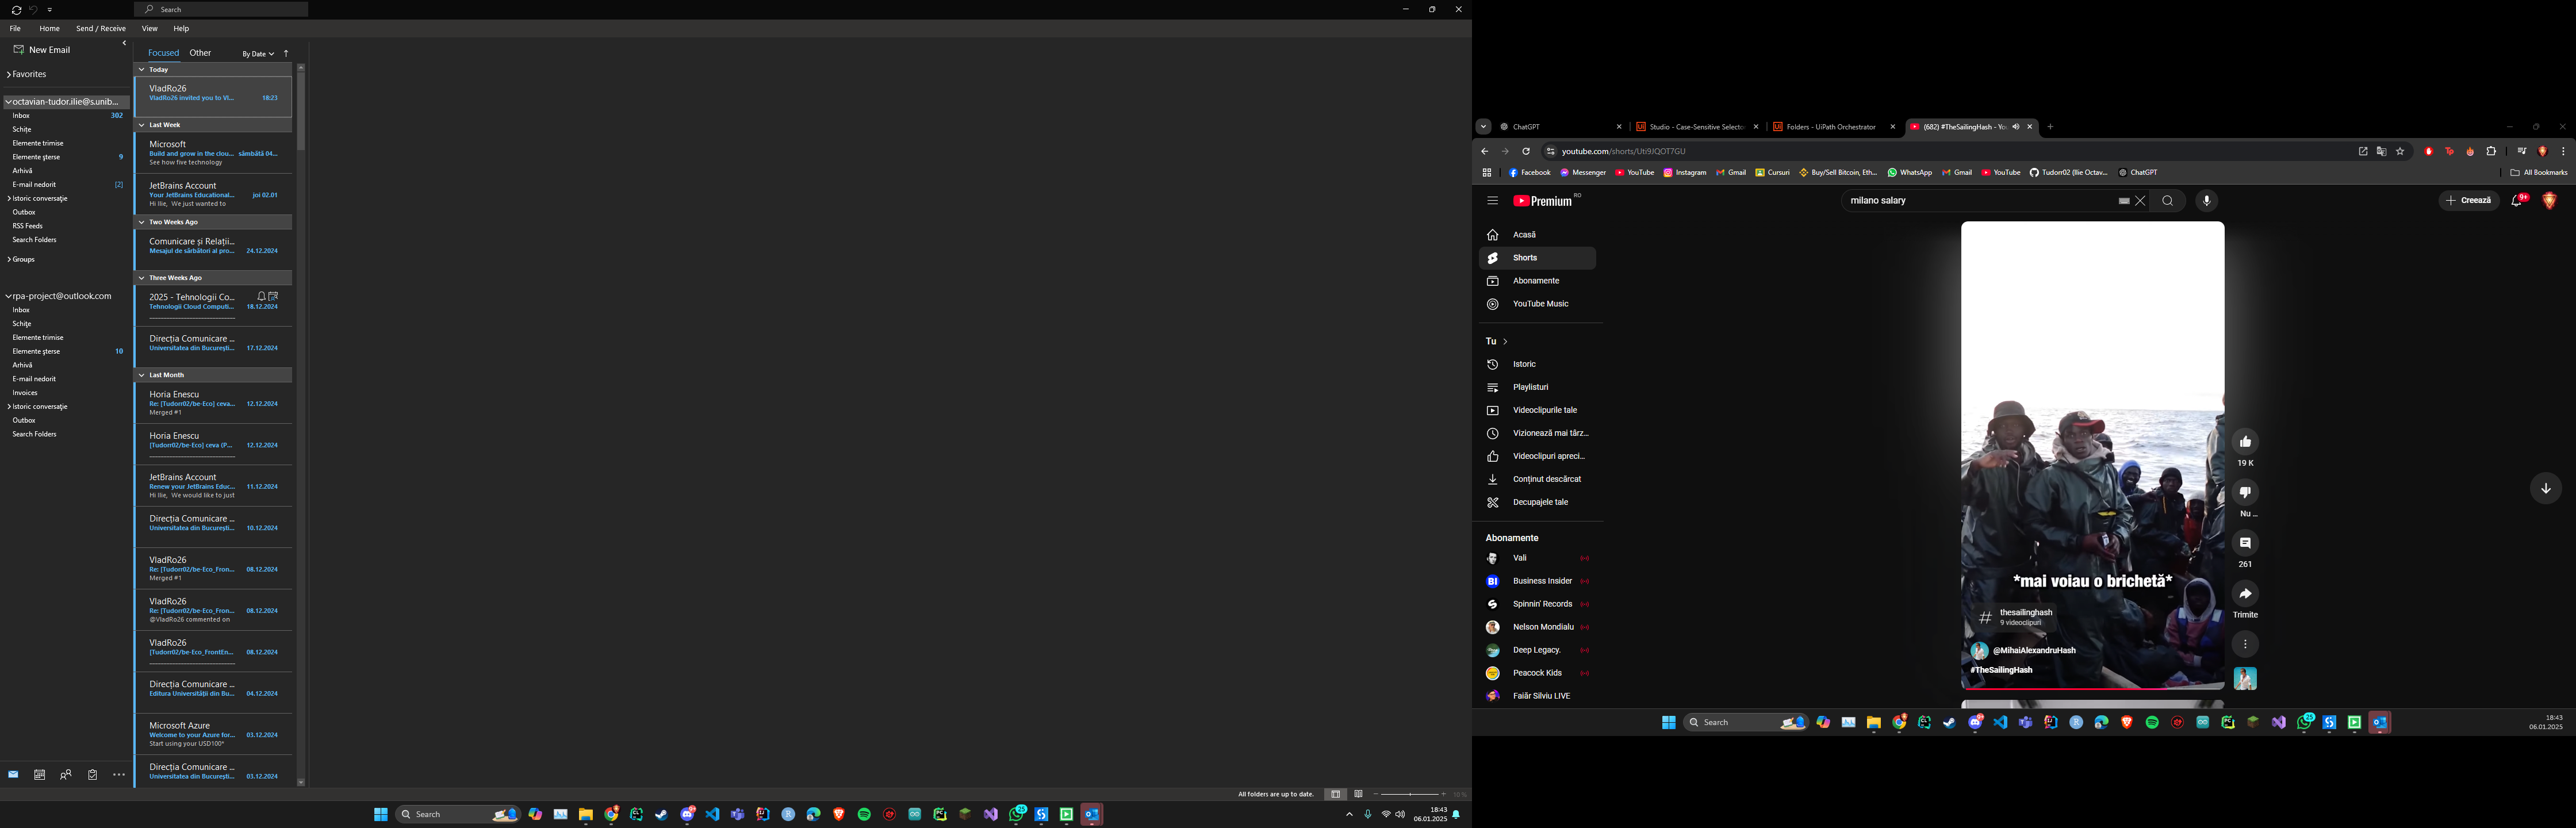 Search
File Home Send / Receive View Help
New Email
Favorites
octavian-tudor.ilie@s.unib...
Inbox 302
Schițe
Elemente trimise
Elemente șterse 9
Arhivă
E-mail nedorit [2]
Istoric conversație
Outbox
RSS Feeds
Search Folders
Groups
rpa-project@outlook.com
Inbox
Schițe
Elemente trimise
Elemente șterse 10
Arhivă
E-mail nedorit
Invoices
Istoric conversație
Outbox
Search Folders
Focused Other By Date
Today
VladRo26
VladRo26 invited you to Vl... 18:23
Last Week
Microsoft
Build and grow in the clou... sâmbătă 04...
See how five technology
JetBrains Account
Your JetBrains Educational... joi 02.01
Hi Ilie, We just wanted to
Two Weeks Ago
Comunicare și Relații...
Mesajul de sărbători al pro... 24.12.2024
Three Weeks Ago
2025 - Tehnologii Co...
Tehnologii Cloud Computi... 18.12.2024
Direcția Comunicare ...
Universitatea din București... 17.12.2024
Last Month
Horia Enescu
Re: [Tudorr02/be-Eco] ceva... 12.12.2024
Merged #1
Horia Enescu
[Tudorr02/be-Eco] ceva (P... 12.12.2024
JetBrains Account
Renew your JetBrains Educ... 11.12.2024
Hi Ilie, We would like to just
Direcția Comunicare ...
Universitatea din București... 10.12.2024
VladRo26
Re: [Tudorr02/be-Eco_Fron... 08.12.2024
Merged #1
VladRo26
Re: [Tudorr02/be-Eco_Fron... 08.12.2024
@VladRo26 commented on
VladRo26
[Tudorr02/be-Eco_FrontEn... 08.12.2024
Direcția Comunicare ...
Editura Universității din Bu... 04.12.2024
Microsoft Azure
Welcome to your Azure for... 03.12.2024
Start using your USD100*
Direcția Comunicare ...
Universitatea din București... 03.12.2024
All folders are up to date. 10 %
Search
25
18:43
06.01.2025
ChatGPT
Studio - Case-Sensitive Selecto
Folders - UiPath Orchestrator
(682) #TheSailingHash - Yo
youtube.com/shorts/Uti9JQOT7GU
Facebook Messenger YouTube Instagram Gmail Cursuri Buy/Sell Bitcoin, Eth... WhatsApp Gmail YouTube Tudorr02 (Ilie Octav... ChatGPT All Bookmarks
Premium RO
milano salary
Creează
9+
Acasă
Shorts
Abonamente
YouTube Music
Tu
Istoric
Playlisturi
Videoclipurile tale
Vizionează mai târz...
Videoclipuri apreci...
Conținut descărcat
Decupajele tale
Abonamente
Vali
Business Insider
Spinnin' Records
Nelson Mondialu
Deep Legacy.
Peacock Kids
Faiăr Silviu LIVE
*mai voiau o brichetă*
thesailinghash
9 videoclipuri
@MihaiAlexandruHash
#TheSailingHash
19 K
Nu ...
261
Trimite
Search
25
18:43
06.01.2025